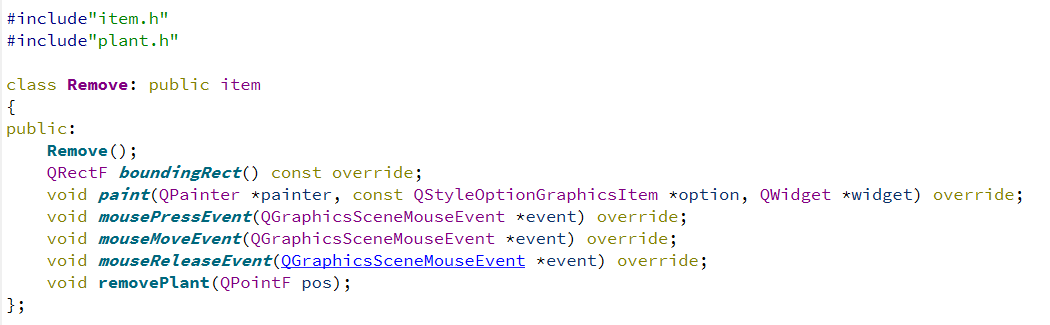 #include"item.h"
#include"plant.h"
class Remove: public item
{
public:
    Remove();
    QRectF boundingRect() const override;
    void paint(QPainter *painter, const QStyleOptionGraphicsItem *option, QWidget *widget) override;
    void mousePressEvent(QGraphicsSceneMouseEvent *event) override;
    void mouseMoveEvent(QGraphicsSceneMouseEvent *event) override;
    void mouseReleaseEvent(QGraphicsSceneMouseEvent *event) override;
    void removePlant(QPointF pos);
};